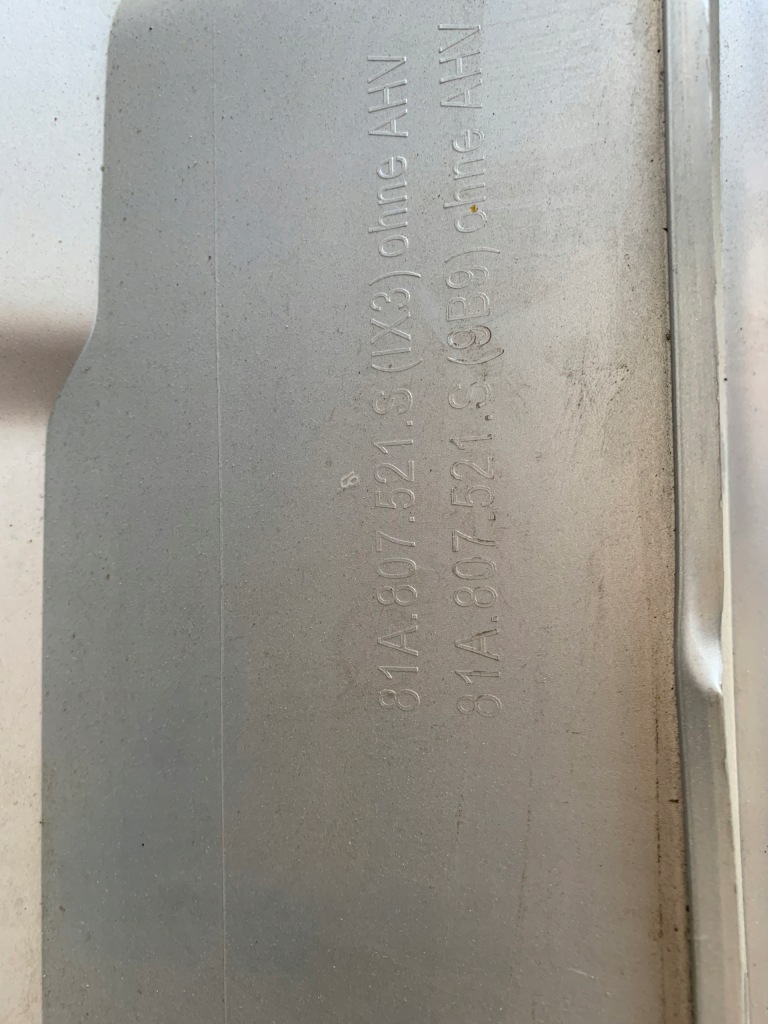 81A.807.521.S (IX3) ohne AHV
81A.807.521.S (9B9) ohne AHV